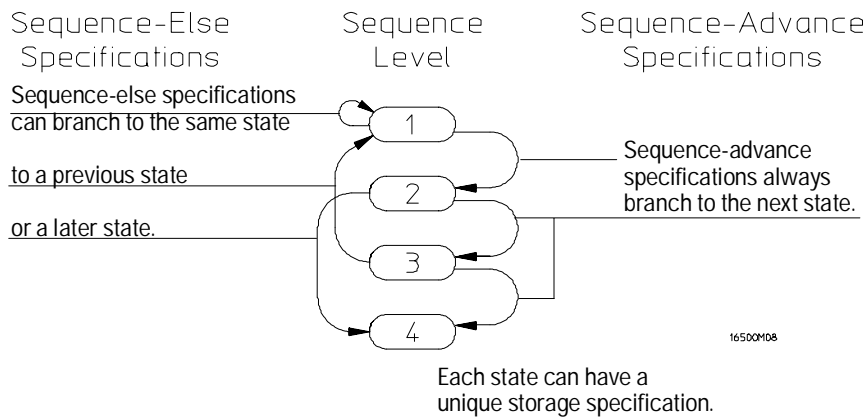 Sequence-Else
Specifications
Sequence
Level
Sequence-Advance
Specifications
Sequence-else specifications
can branch to the same state
to a previous state
or a later state.
1
2
3
4
Sequence-advance
specifications always
branch to the next state.
16500M08
Each state can have a
unique storage specification.